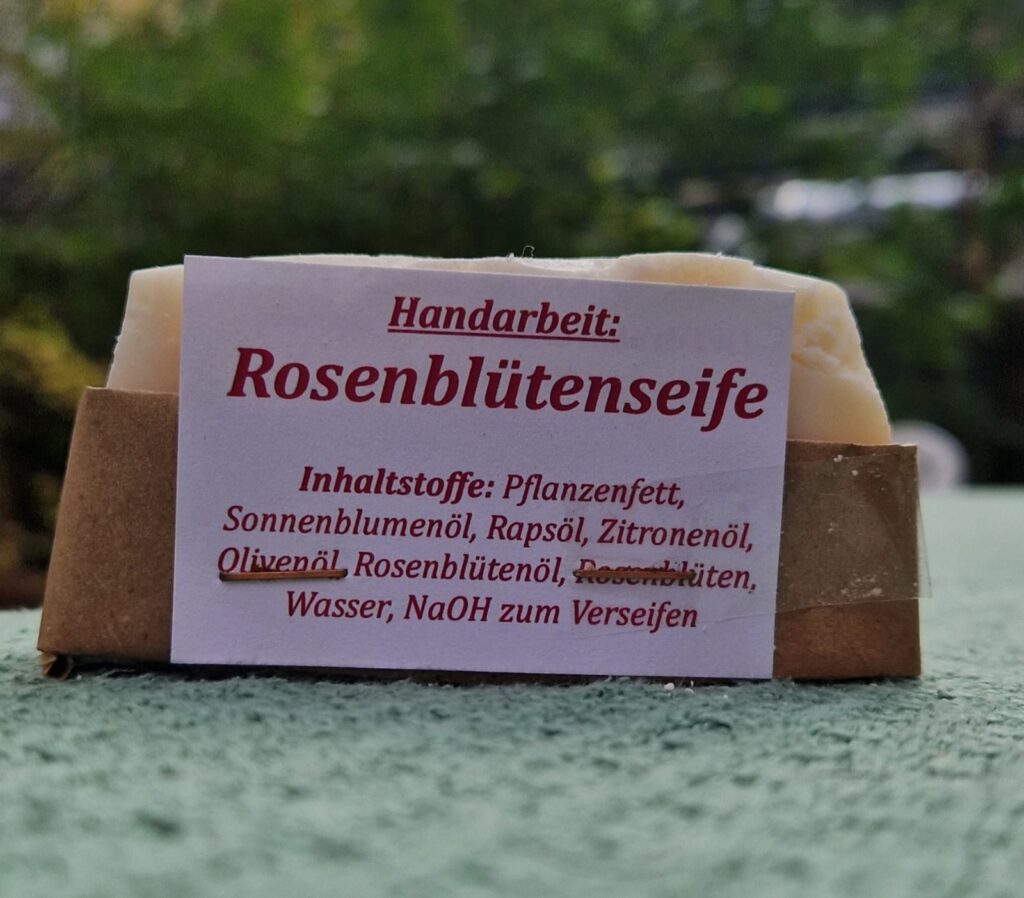 Handarbeit:
Rosenblütenseife
Inhaltstoffe: Pflanzenfett,
Sonnenblumenöl, Rapsöl, Zitronenöl,
Olivenöl, Rosenblütenöl, Rosenblüten,
Wasser, NaOH zum Verseifen